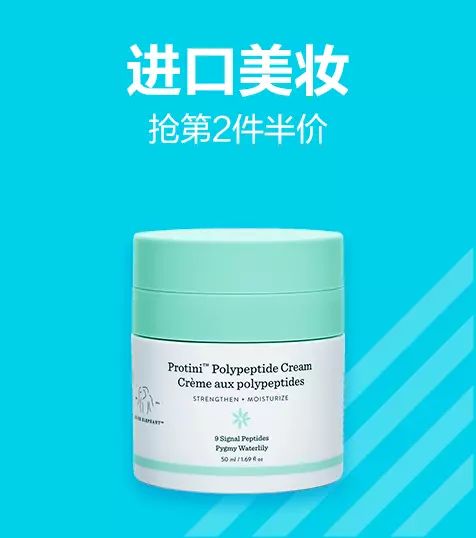 进口美妆
抢第2件半价
Protini™ Polypeptide Cream
Crème aux polypeptides
STRENGTHEN + MOISTURIZE
9 Signal Peptides
Pygmy Waterlily
50 ml / 1.69 fl oz
ELEPHANT™